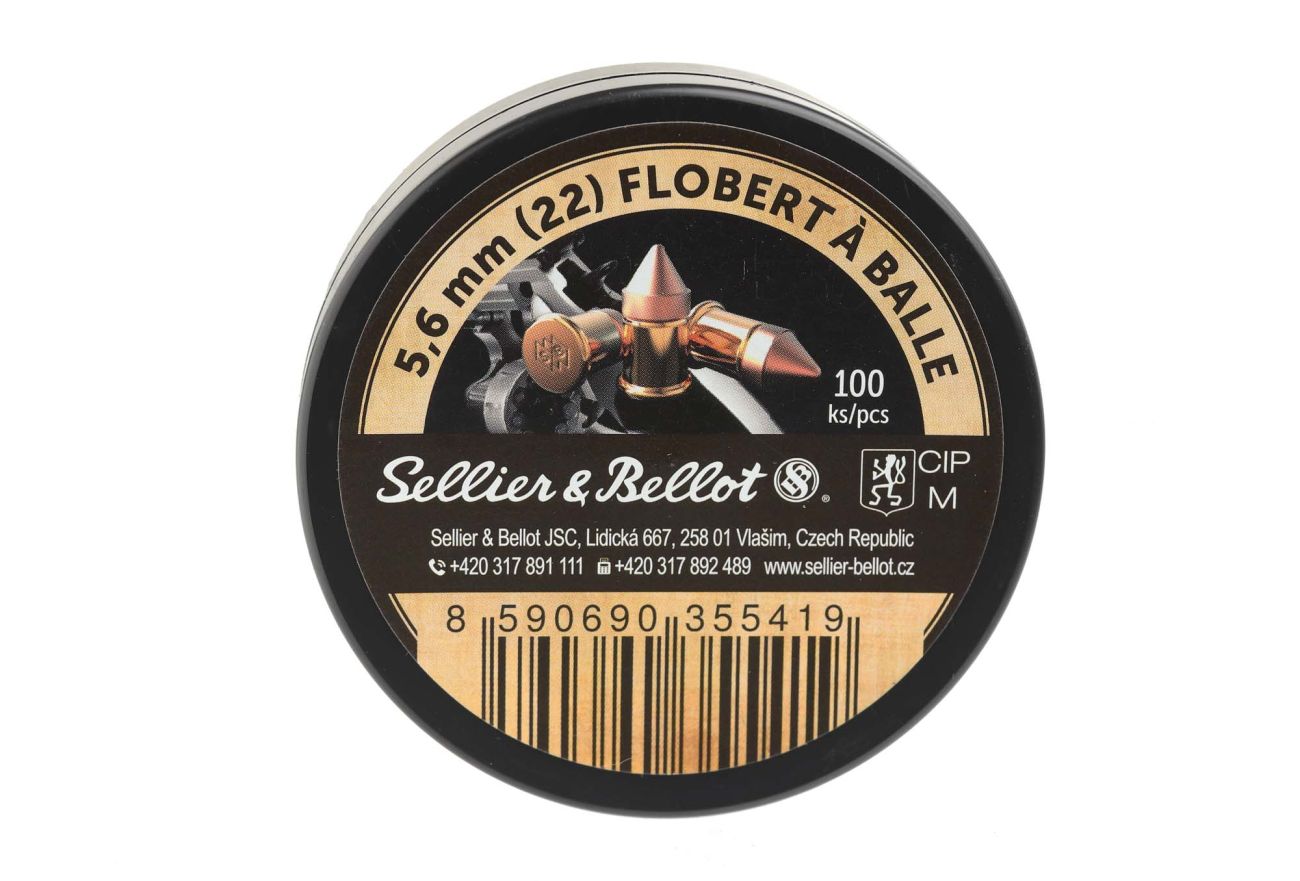 5,6 mm (22) FLOBERT À BALLE
100
ks/pcs
Sellier & Bellot ®
CIP
M
Sellier & Bellot JSC, Lidická 667, 258 01 Vlašim, Czech Republic
+420 317 891 111 +420 317 892 489 www.sellier-bellot.cz
8 590690 355419